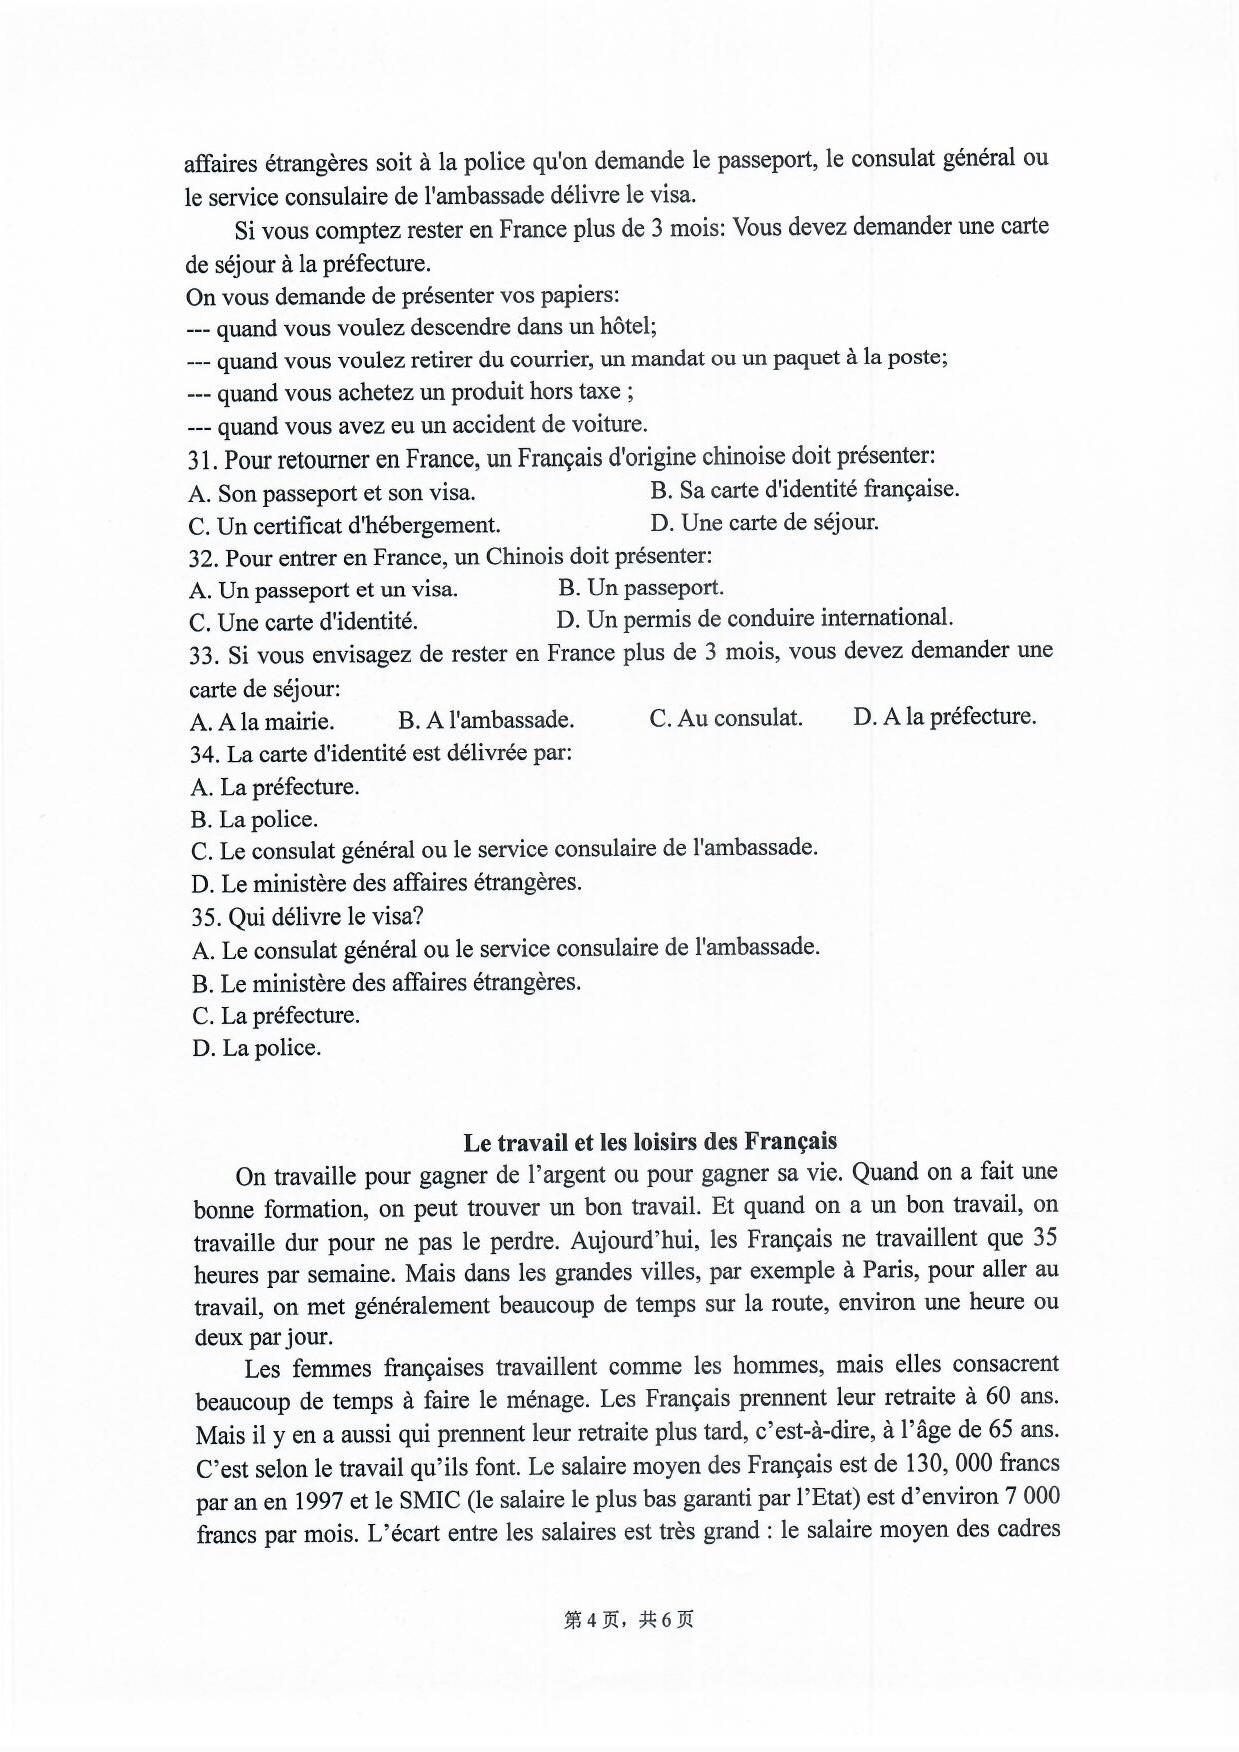 affaires étrangères soit à la police qu'on demande le passeport, le consulat général ou
le service consulaire de l'ambassade délivre le visa.
Si vous comptez rester en France plus de 3 mois: Vous devez demander une carte
de séjour à la préfecture.
On vous demande de présenter vos papiers:
--- quand vous voulez descendre dans un hôtel;
--- quand vous voulez retirer du courrier, un mandat ou un paquet à la poste;
--- quand vous achetez un produit hors taxe ;
--- quand vous avez eu un accident de voiture.
31. Pour retourner en France, un Français d'origine chinoise doit présenter:
A. Son passeport et son visa. B. Sa carte d'identité française.
C. Un certificat d'hébergement. D. Une carte de séjour.
32. Pour entrer en France, un Chinois doit présenter:
A. Un passeport et un visa. B. Un passeport.
C. Une carte d'identité. D. Un permis de conduire international.
33. Si vous envisagez de rester en France plus de 3 mois, vous devez demander une
carte de séjour:
A. A la mairie. B. A l'ambassade. C. Au consulat. D. A la préfecture.
34. La carte d'identité est délivrée par:
A. La préfecture.
B. La police.
C. Le consulat général ou le service consulaire de l'ambassade.
D. Le ministère des affaires étrangères.
35. Qui délivre le visa?
A. Le consulat général ou le service consulaire de l'ambassade.
B. Le ministère des affaires étrangères.
C. La préfecture.
D. La police.
Le travail et les loisirs des Français
On travaille pour gagner de l’argent ou pour gagner sa vie. Quand on a fait une
bonne formation, on peut trouver un bon travail. Et quand on a un bon travail, on
travaille dur pour ne pas le perdre. Aujourd’hui, les Français ne travaillent que 35
heures par semaine. Mais dans les grandes villes, par exemple à Paris, pour aller au
travail, on met généralement beaucoup de temps sur la route, environ une heure ou
deux par jour.
Les femmes françaises travaillent comme les hommes, mais elles consacrent
beaucoup de temps à faire le ménage. Les Français prennent leur retraite à 60 ans.
Mais il y en a aussi qui prennent leur retraite plus tard, c’est-à-dire, à l’âge de 65 ans.
C’est selon le travail qu’ils font. Le salaire moyen des Français est de 130, 000 francs
par an en 1997 et le SMIC (le salaire le plus bas garanti par l’Etat) est d’environ 7 000
francs par mois. L’écart entre les salaires est très grand : le salaire moyen des cadres
第 4 页，共 6 页